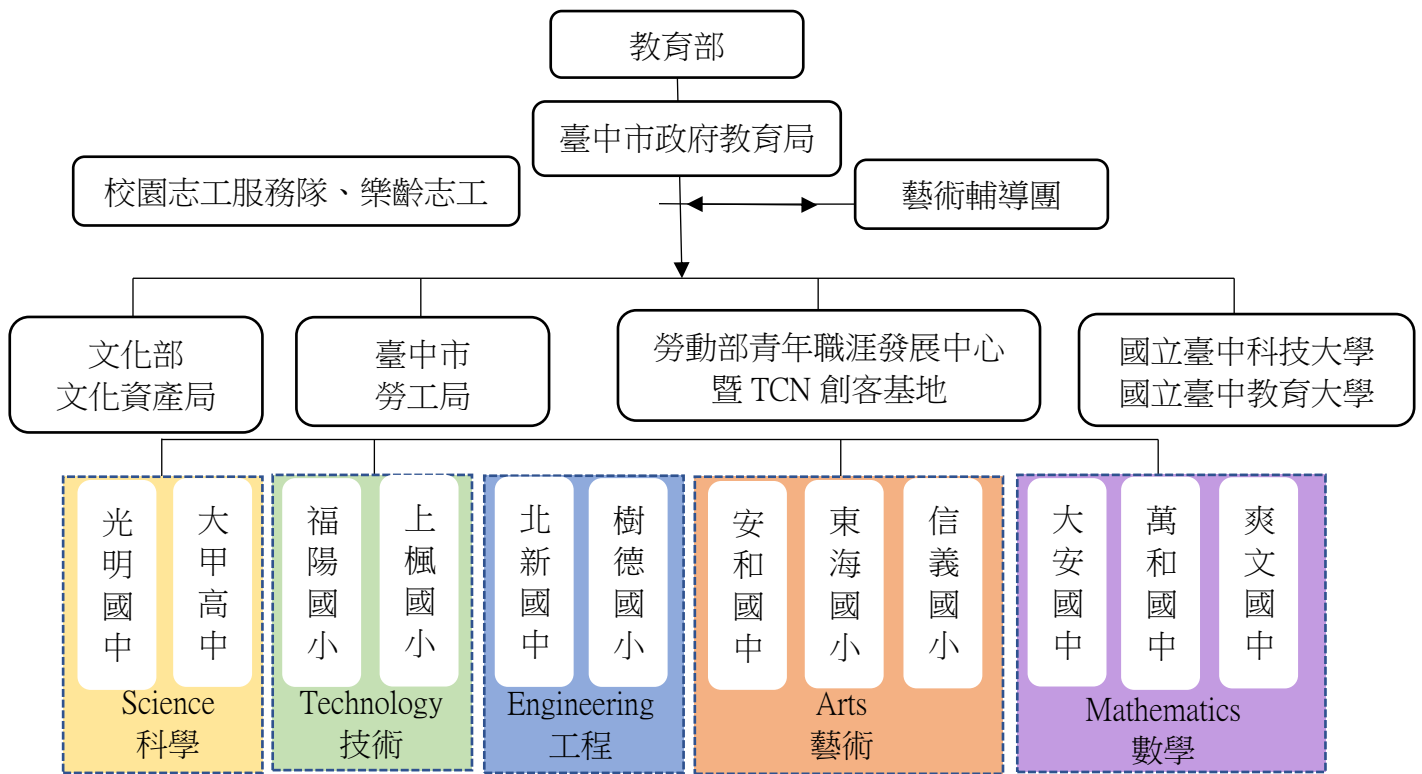 教育部
臺中市政府教育局
校園志工服務隊、樂齡志工
藝術輔導團
文化部
文化資產局
臺中市
勞工局
勞動部青年職涯發展中心
暨 TCN 創客基地
國立臺中科技大學
國立臺中教育大學
光明國中
大甲高中
Science
科學
福陽國小
上楓國小
Technology
技術
北新國中
樹德國小
Engineering
工程
安和國中
東海國小
信義國小
Arts
藝術
大安國中
萬和國中
爽文國中
Mathematics
數學